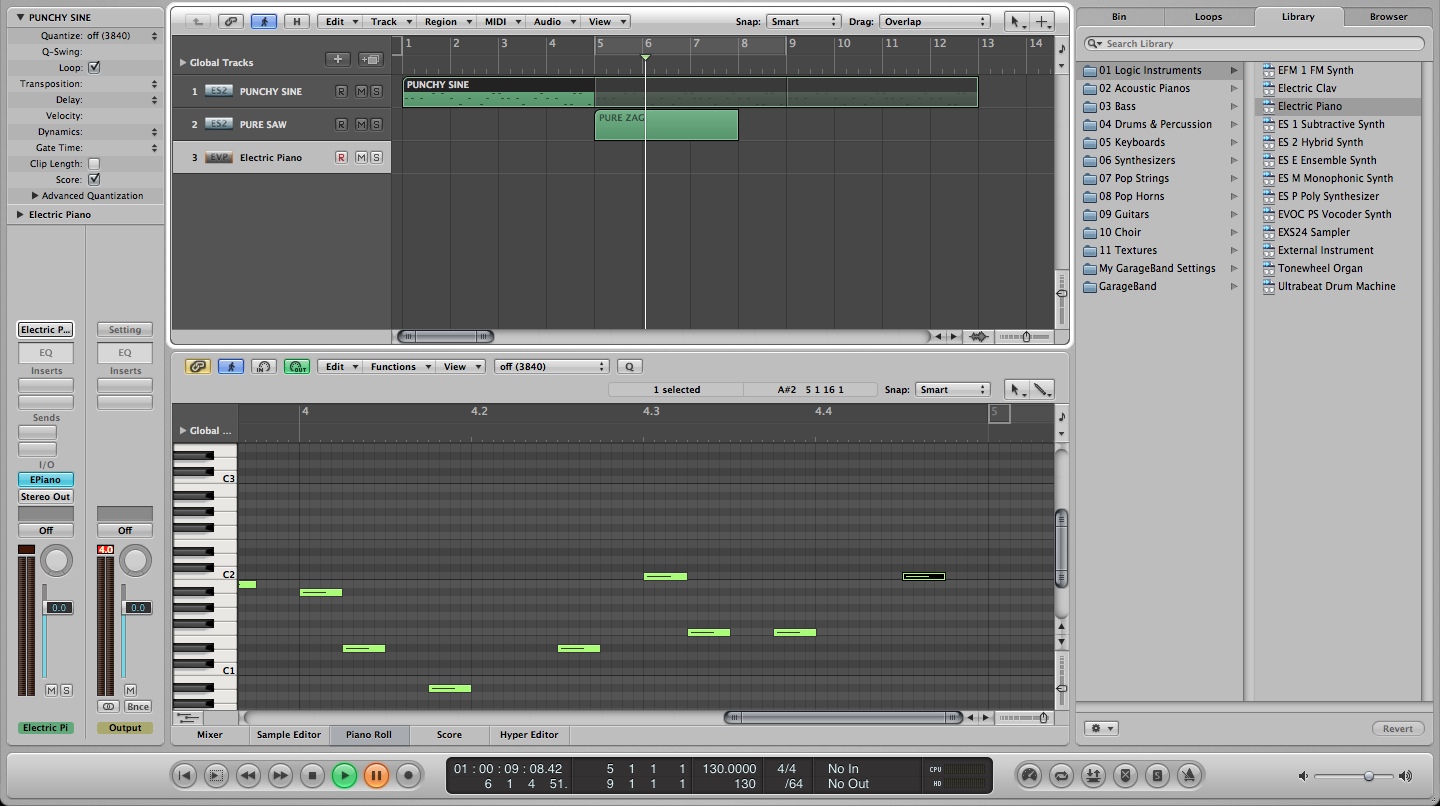 PUNCHY SINE
Quantize: off (3840)
Q-Swing:
Loop:
Transposition:
Delay:
Velocity:
Dynamics:
Gate Time:
Clip Length:
Score:
Advanced Quantization
Electric Piano
Electric P... Setting
EQ EQ
Inserts Inserts
Sends
I/O
EPiano
Stereo Out
Off Off
4.0
0.0 0.0
M S M
Bnce
Electric Pi Output
H Edit Track Region MIDI Audio View Snap: Smart Drag: Overlap
1 2 3 4 5 6 7 8 9 10 11 12 13 14
Global Tracks
1 ES2 PUNCHY SINE R M S
PUNCHY SINE
2 ES2 PURE SAW R M S
PURE ZAG
3 EVP Electric Piano R M S
IN OUT Edit Functions View off (3840) Q
1 selected A#2 5 1 16 1 Snap: Smart
4 4.2 4.3 4.4 5
Global ...
C3
C2
C1
Mixer Sample Editor Piano Roll Score Hyper Editor
Bin Loops Library Browser
Search Library
01 Logic Instruments
02 Acoustic Pianos
03 Bass
04 Drums & Percussion
05 Keyboards
06 Synthesizers
07 Pop Strings
08 Pop Horns
09 Guitars
10 Choir
11 Textures
My GarageBand Settings
GarageBand
EFM 1 FM Synth
Electric Clav
Electric Piano
ES 1 Subtractive Synth
ES 2 Hybrid Synth
ES E Ensemble Synth
ES M Monophonic Synth
ES P Poly Synthesizer
EVOC PS Vocoder Synth
EXS24 Sampler
External Instrument
Tonewheel Organ
Ultrabeat Drum Machine
Revert
01 : 00 : 09 : 08.42 5 1 1 1 130.0000 4/4 No In CPU
6 1 4 51. 9 1 1 1 130 /64 No Out HD
S